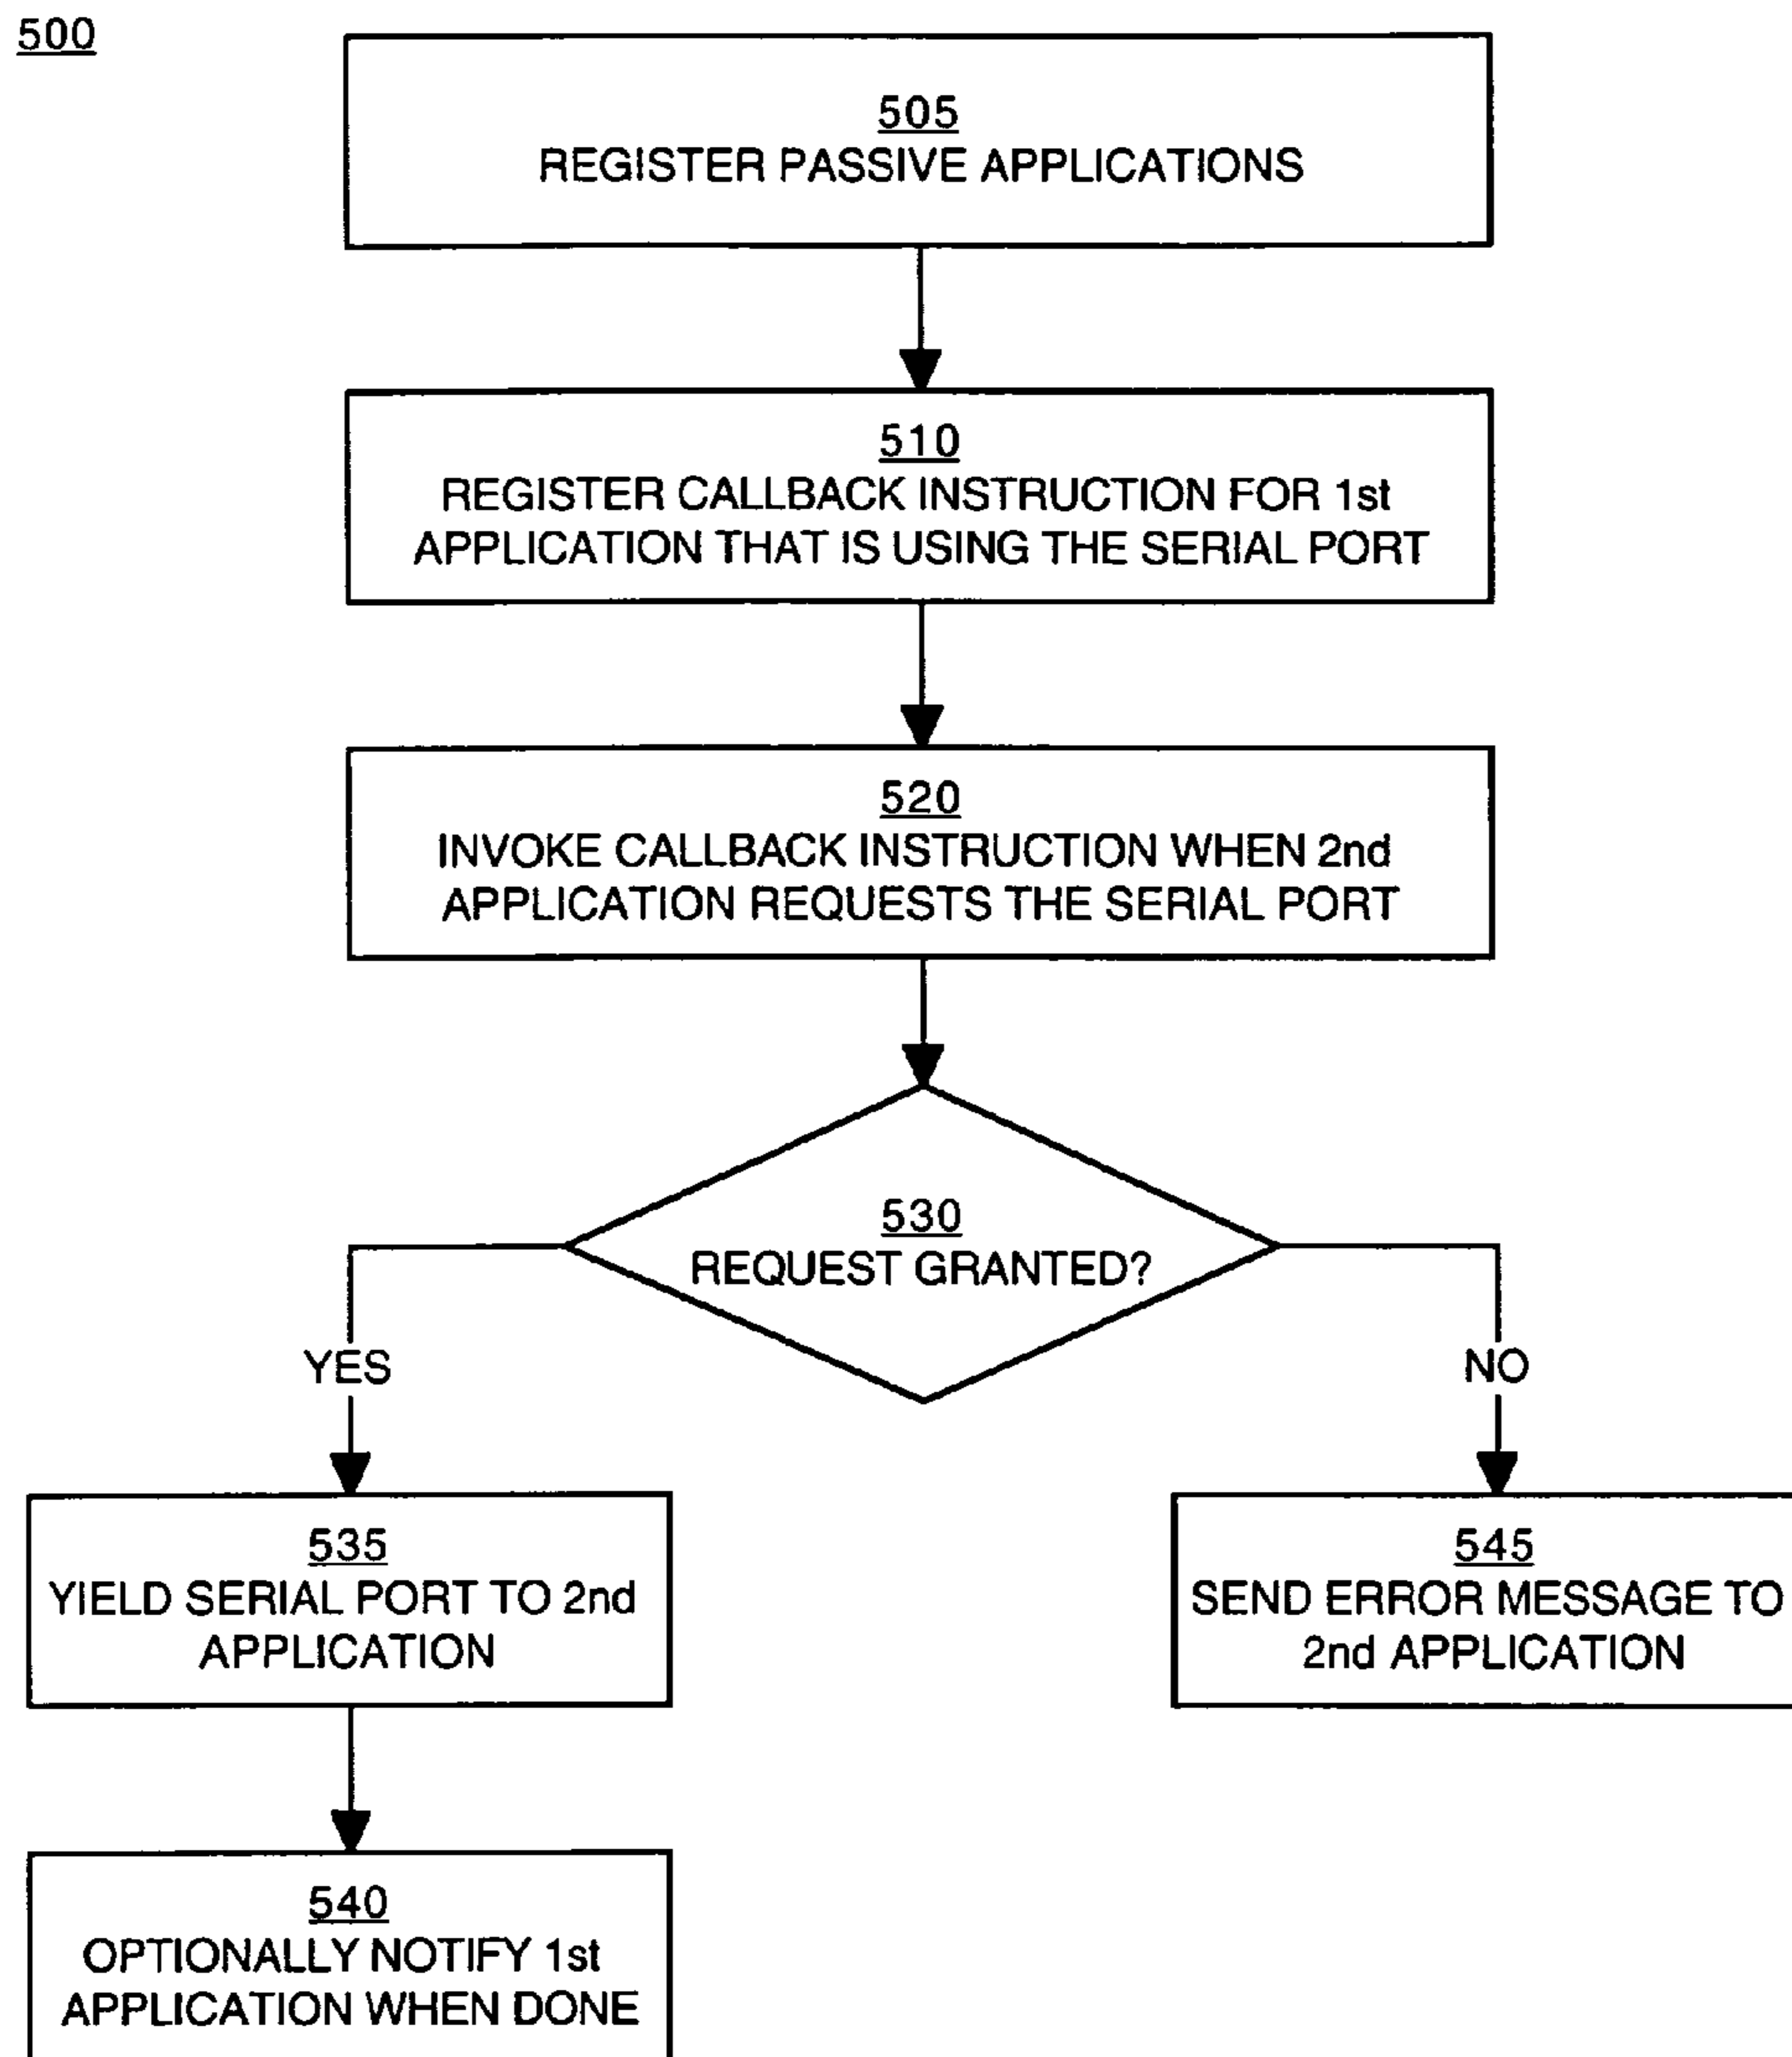 500
505
REGISTER PASSIVE APPLICATIONS
510
REGISTER CALLBACK INSTRUCTION FOR 1st
APPLICATION THAT IS USING THE SERIAL PORT
520
INVOKE CALLBACK INSTRUCTION WHEN 2nd
APPLICATION REQUESTS THE SERIAL PORT
530
REQUEST GRANTED?
YES
NO
535
YIELD SERIAL PORT TO 2nd
APPLICATION
545
SEND ERROR MESSAGE TO
2nd APPLICATION
540
OPTIONALLY NOTIFY 1st
APPLICATION WHEN DONE